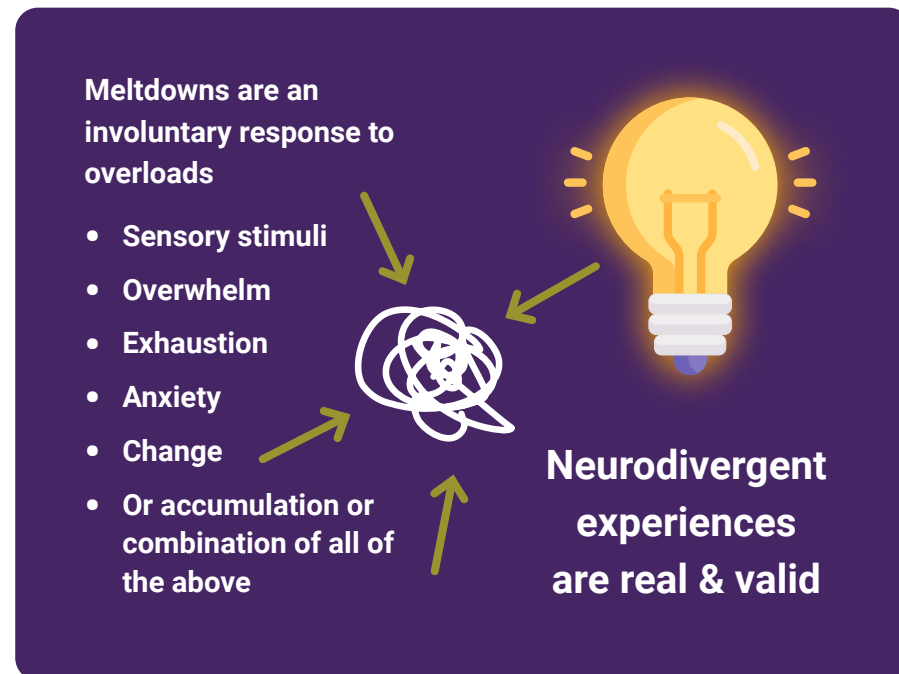 Meltdowns are an
involuntary response to
overloads
• Sensory stimuli
• Overwhelm
• Exhaustion
• Anxiety
• Change
• Or accumulation or
combination of all of
the above
Neurodivergent
experiences
are real & valid